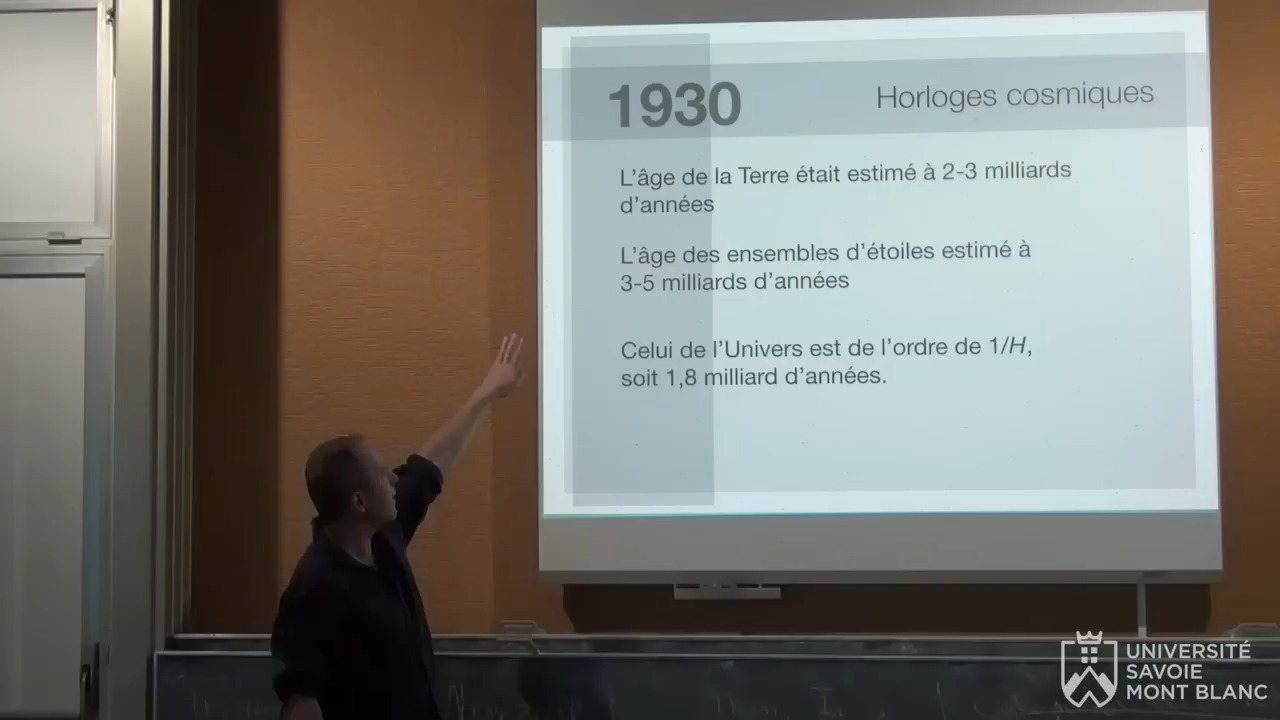 1930
Horloges cosmiques
L'âge de la Terre était estimé à 2-3 milliards
d'années
L'âge des ensembles d'étoiles estimé à
3-5 milliards d'années
Celui de l'Univers est de l'ordre de 1/H,
soit 1,8 milliard d'années.
UNIVERSITÉ
SAVOIE
MONT BLANC